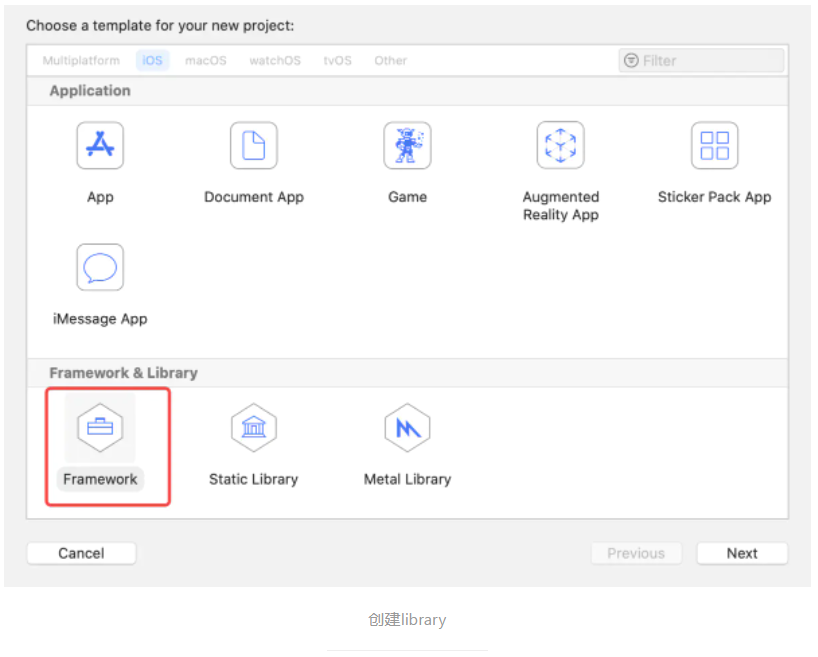 Choose a template for your new project:
Multiplatform iOS macOS watchOS tvOS Other Filter
Application
App Document App Game Augmented Reality App Sticker Pack App
iMessage App
Framework & Library
Framework Static Library Metal Library
Cancel Previous Next
创建library